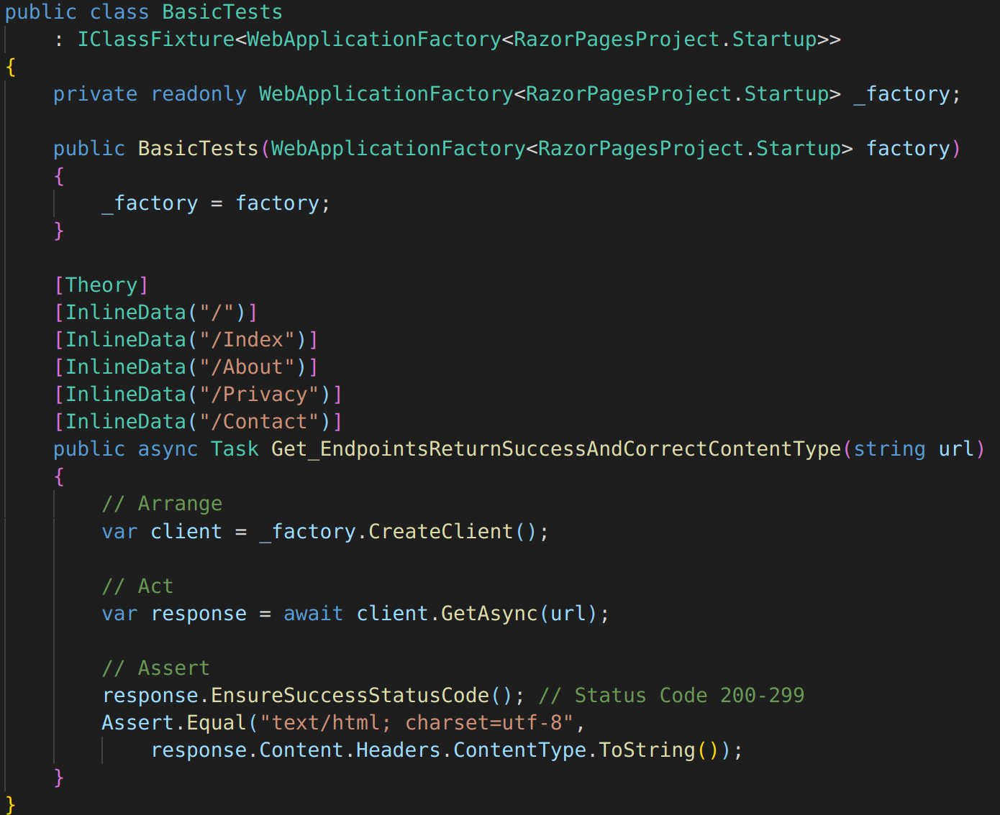 public class BasicTests
    : IClassFixture<WebApplicationFactory<RazorPagesProject.Startup>>
{
    private readonly WebApplicationFactory<RazorPagesProject.Startup> _factory;

    public BasicTests(WebApplicationFactory<RazorPagesProject.Startup> factory)
    {
        _factory = factory;
    }

    [Theory]
    [InlineData("/")]
    [InlineData("/Index")]
    [InlineData("/About")]
    [InlineData("/Privacy")]
    [InlineData("/Contact")]
    public async Task Get_EndpointsReturnSuccessAndCorrectContentType(string url)
    {
        // Arrange
        var client = _factory.CreateClient();

        // Act
        var response = await client.GetAsync(url);

        // Assert
        response.EnsureSuccessStatusCode(); // Status Code 200-299
        Assert.Equal("text/html; charset=utf-8",
            response.Content.Headers.ContentType.ToString());
    }
}